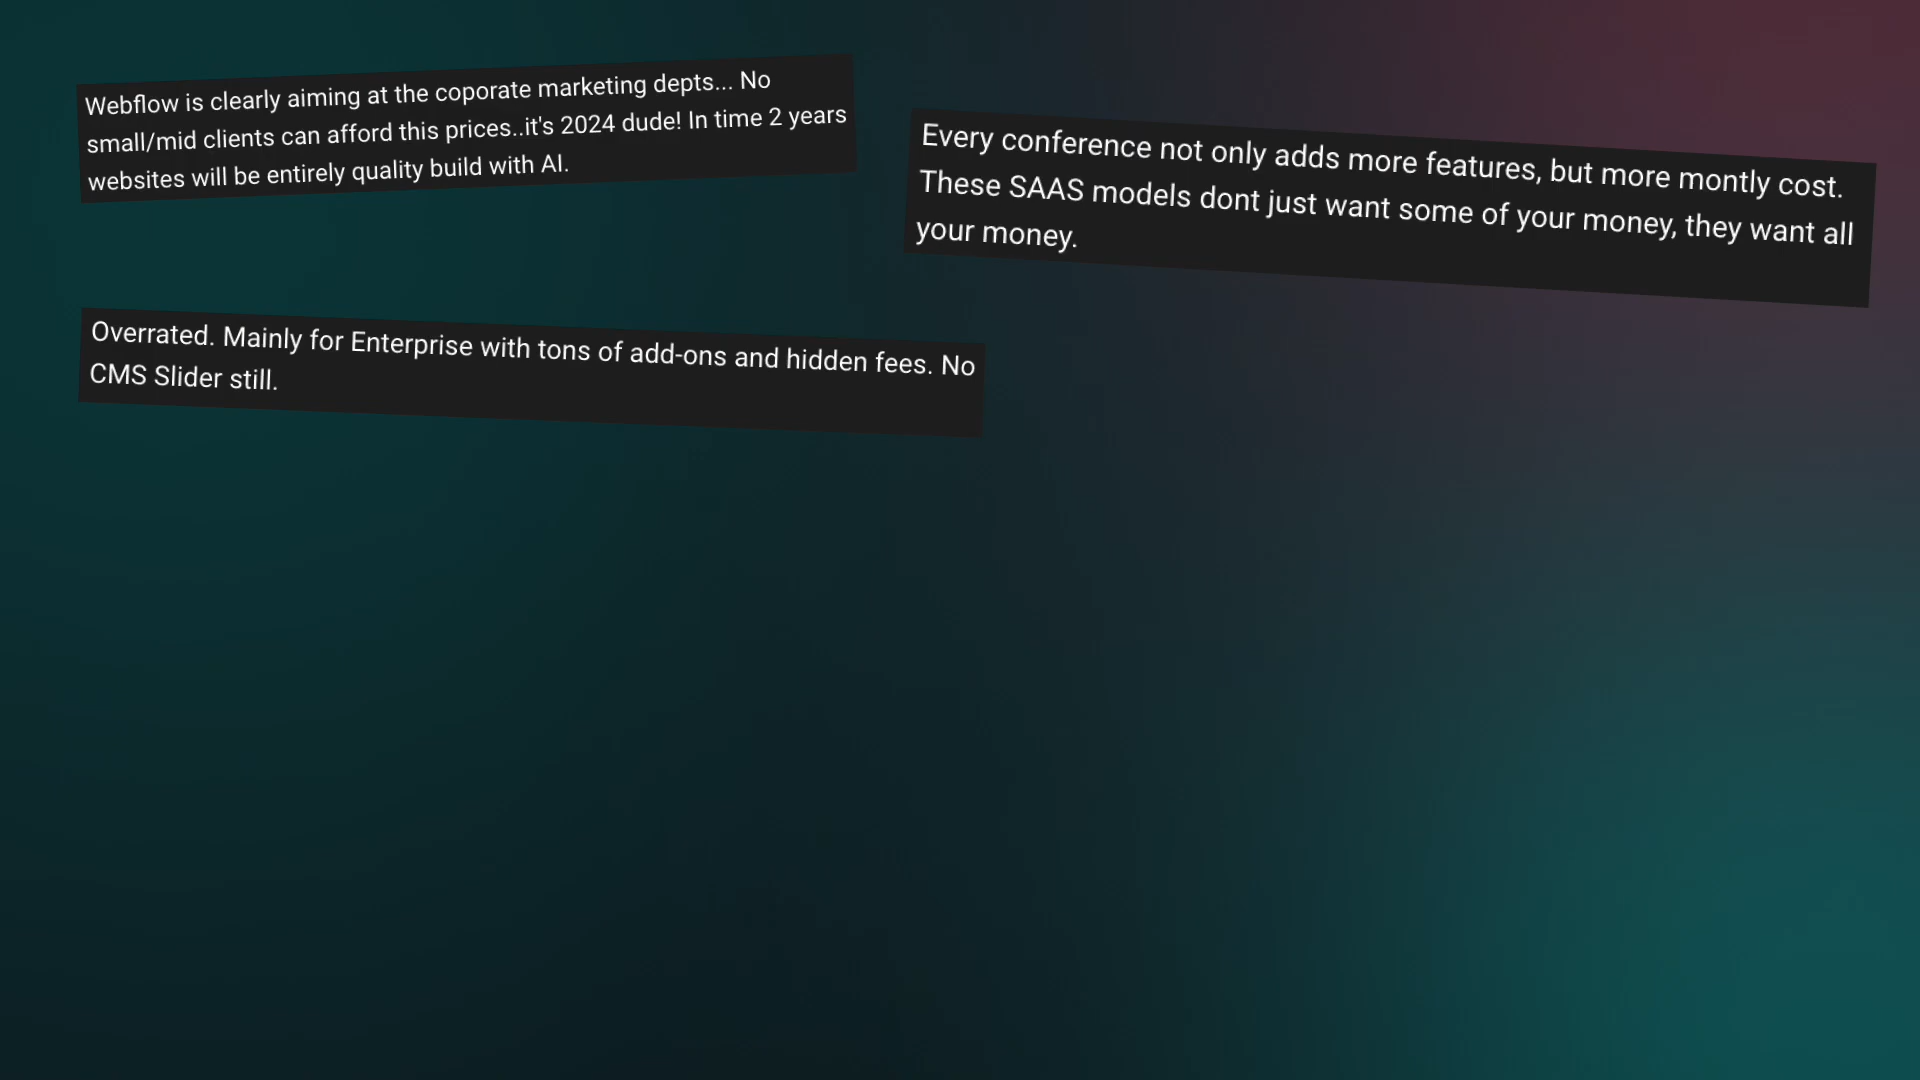 Webflow is clearly aiming at the coporate marketing depts... No
small/mid clients can afford this prices..it's 2024 dude! In time 2 years
websites will be entirely quality build with AI.
Every conference not only adds more features, but more montly cost.
These SAAS models dont just want some of your money, they want all
your money.
Overrated. Mainly for Enterprise with tons of add-ons and hidden fees. No
CMS Slider still.